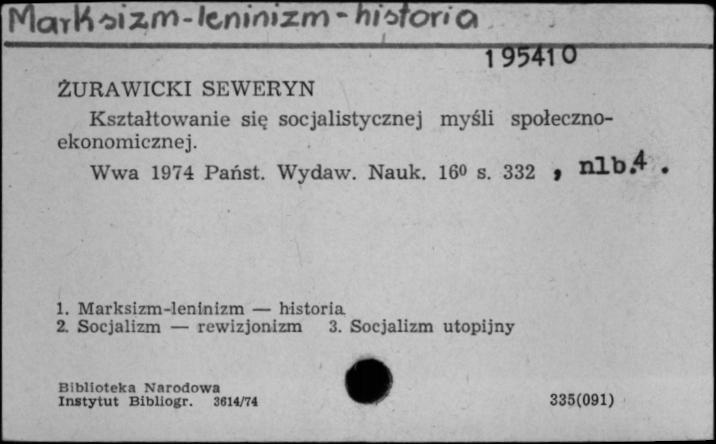 Marksizm-leninizm-historia
195410
ŻURAWICKI SEWERYN
Kształtowanie się socjalistycznej myśli społeczno-
ekonomicznej.
Wwa 1974 Państ. Wydaw. Nauk. 16⁰ s. 332 , nlb.4 .
1. Marksizm-leninizm — historia
2. Socjalizm — rewizjonizm 3. Socjalizm utopijny
Biblioteka Narodowa
Instytut Bibliogr. 3614/74 335(091)